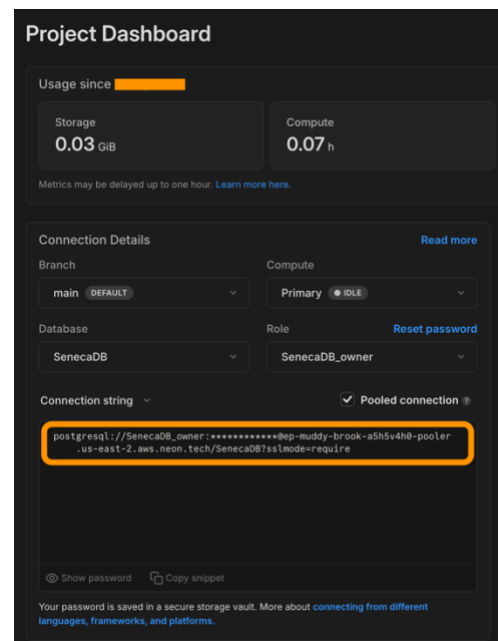 Project Dashboard
Usage since
Storage
0.03 GiB
Compute
0.07 h
Metrics may be delayed up to one hour. Learn more here.
Connection Details
Read more
Branch
Compute
main DEFAULT
Primary IDLE
Database
Role
Reset password
SenecaDB
SenecaDB_owner
Connection string
Pooled connection
postgresql://SenecaDB_owner:************@ep-muddy-brook-a5h5v4h0-pooler
.us-east-2.aws.neon.tech/SenecaDB?sslmode=require
Show password
Copy snippet
Your password is saved in a secure storage vault. More about connecting from different
languages, frameworks, and platforms.